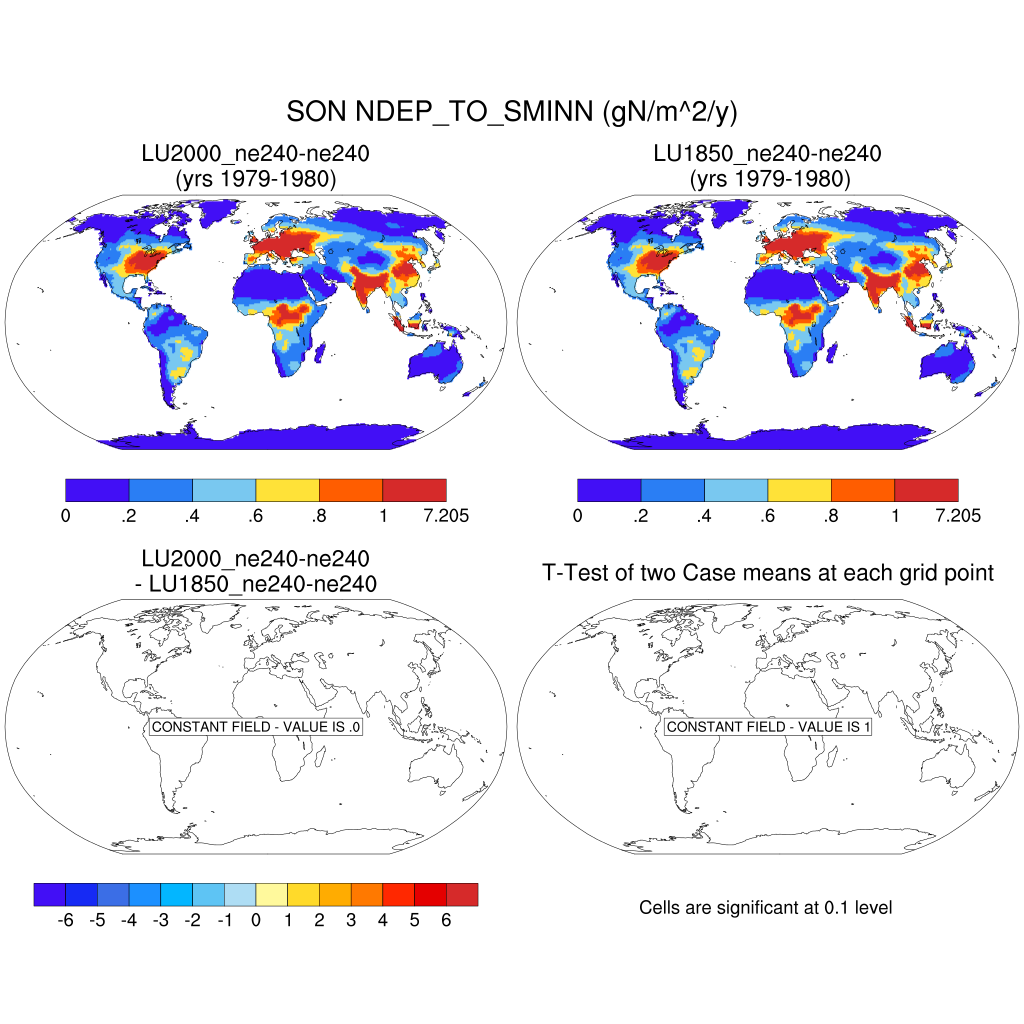 SON NDEP_TO_SMINN (gN/m^2/y)
LU2000_ne240-ne240
(yrs 1979-1980)
LU1850_ne240-ne240
(yrs 1979-1980)
0 .2 .4 .6 .8 1 7.205
0 .2 .4 .6 .8 1 7.205
LU2000_ne240-ne240
- LU1850_ne240-ne240
T-Test of two Case means at each grid point
CONSTANT FIELD - VALUE IS .0
CONSTANT FIELD - VALUE IS 1
-6 -5 -4 -3 -2 -1 0 1 2 3 4 5 6
Cells are significant at 0.1 level